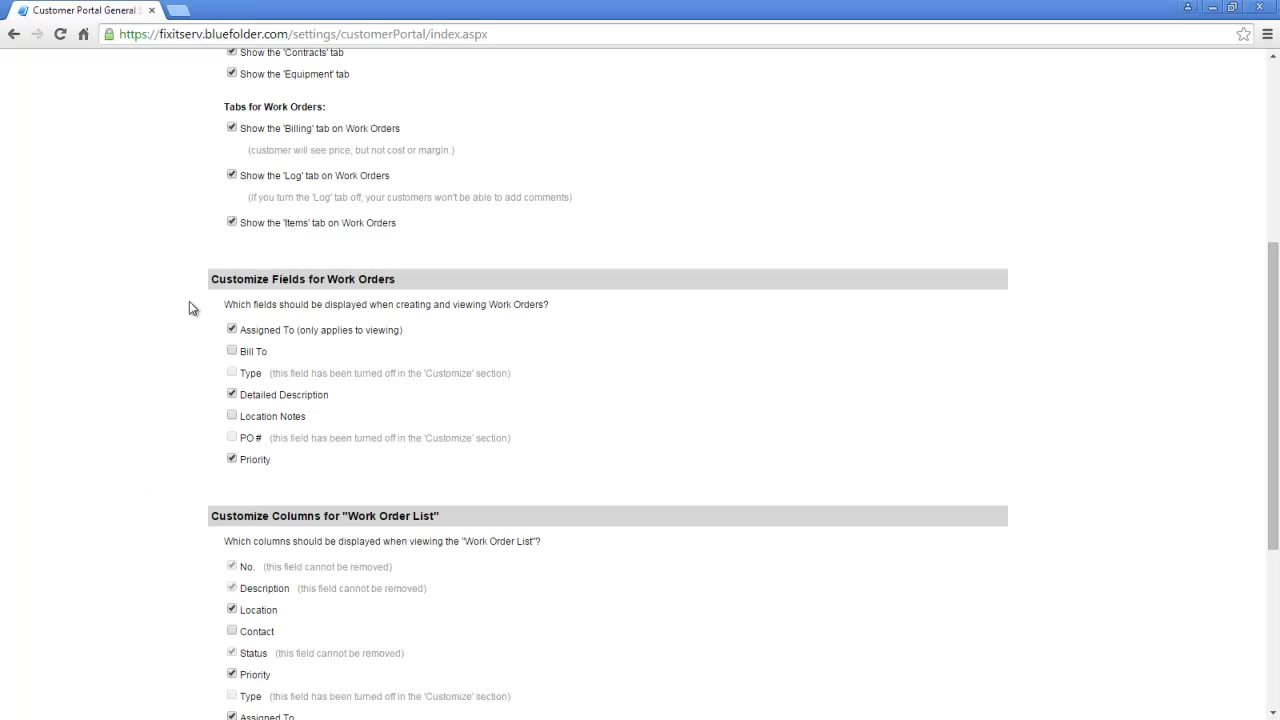 Customer Portal General
https://fixitserv.bluefolder.com/settings/customerPortal/index.aspx
Show the 'Contracts' tab
Show the 'Equipment' tab
Tabs for Work Orders:
Show the 'Billing' tab on Work Orders
(customer will see price, but not cost or margin.)
Show the 'Log' tab on Work Orders
(if you turn the 'Log' tab off, your customers won't be able to add comments)
Show the 'Items' tab on Work Orders
Customize Fields for Work Orders
Which fields should be displayed when creating and viewing Work Orders?
Assigned To (only applies to viewing)
Bill To
Type (this field has been turned off in the 'Customize' section)
Detailed Description
Location Notes
PO # (this field has been turned off in the 'Customize' section)
Priority
Customize Columns for "Work Order List"
Which columns should be displayed when viewing the "Work Order List"?
No. (this field cannot be removed)
Description (this field cannot be removed)
Location
Contact
Status (this field cannot be removed)
Priority
Type (this field has been turned off in the 'Customize' section)
Assigned To